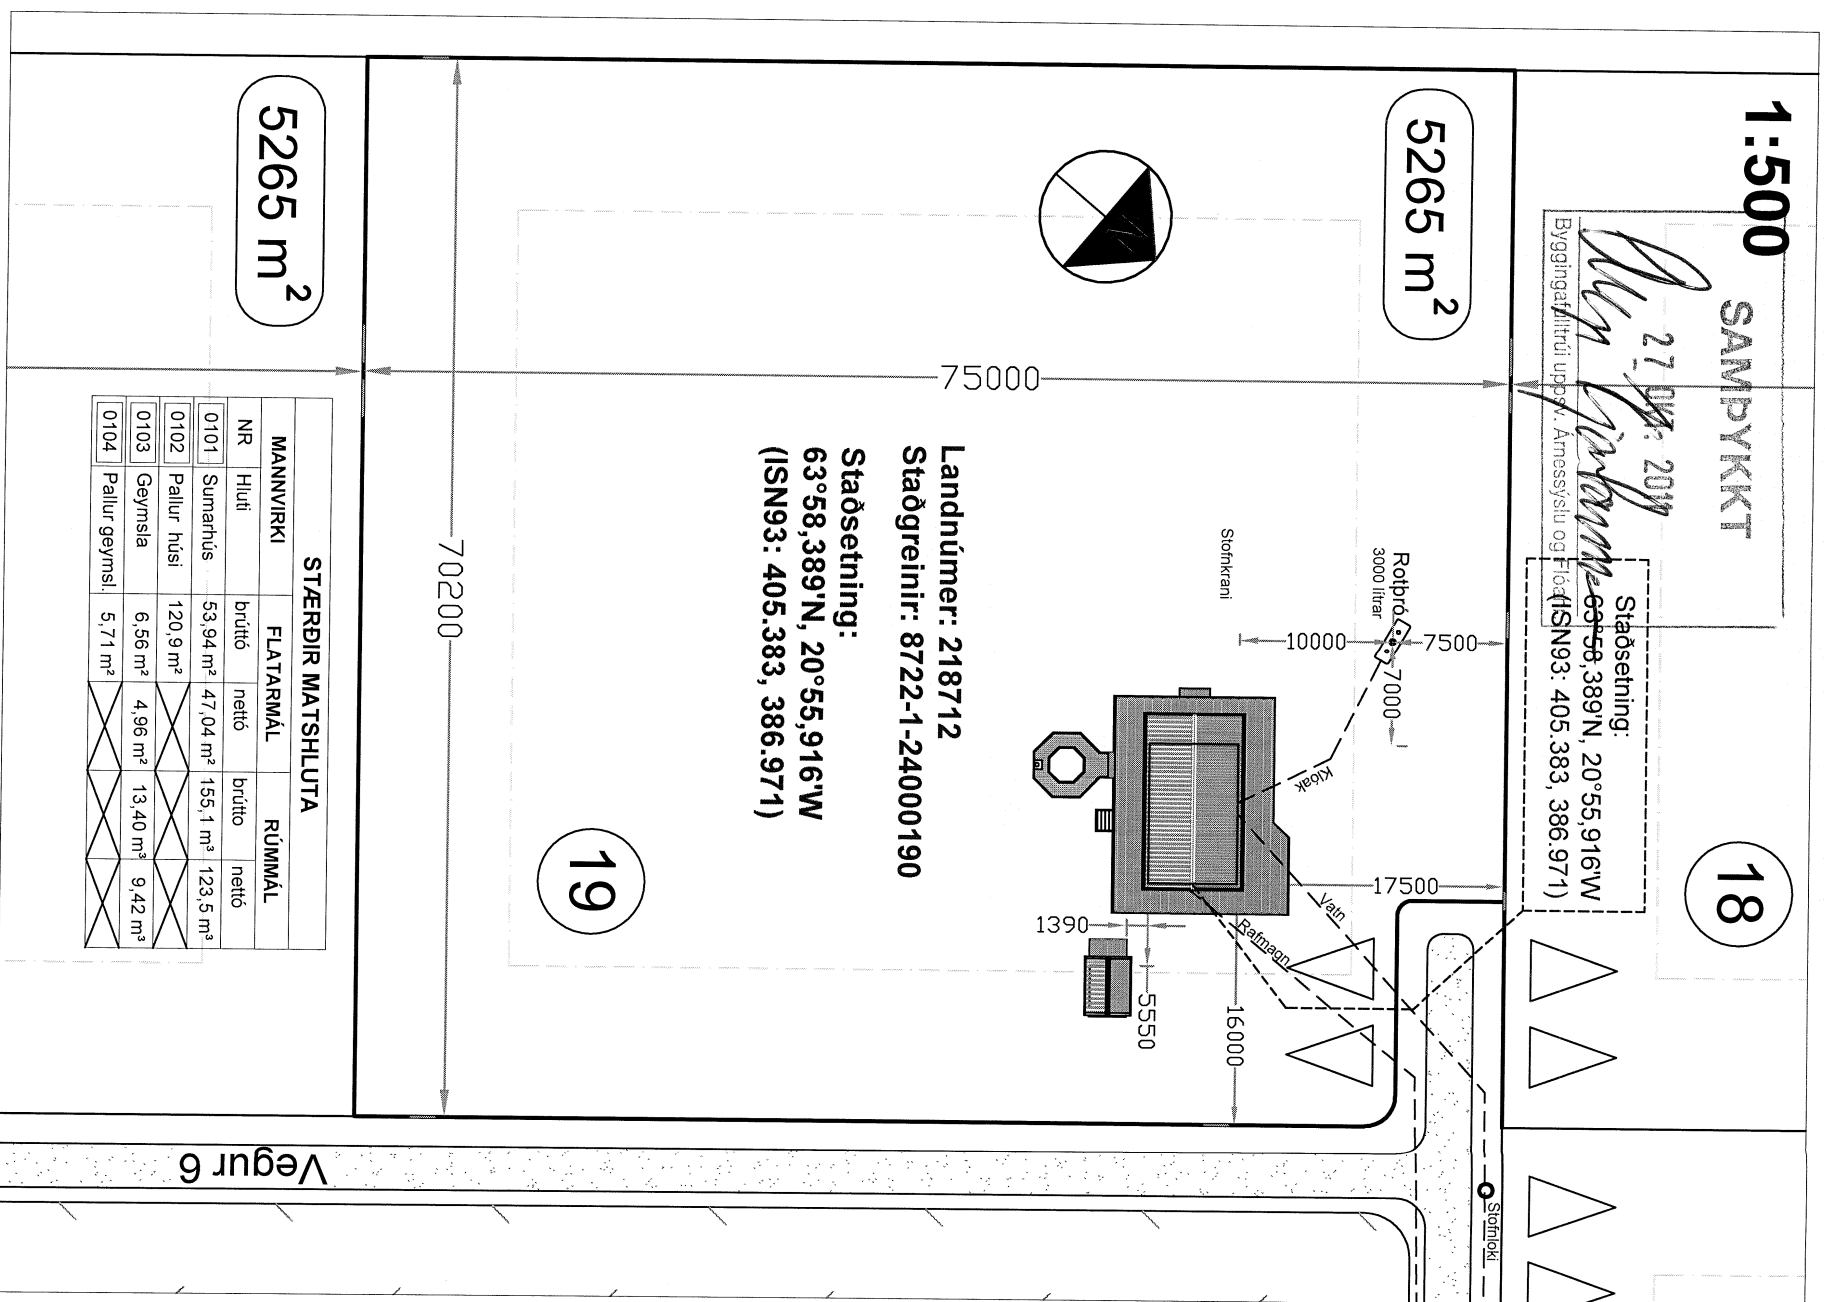 1:500
SAMÞYKKT
27. OKT. 2011
Byggingafulltrúi uppsv. Árnessýslu og Flóa
Staðsetning:
63°58,389'N, 20°55,916'W
(ISN93: 405.383, 386.971)
18
5265 m²
75000
Rotþró
3000 lítrar
7500
10000
7000
Stofnkrani
Klóak
17500
Vatn
Rafmagn
16000
1390
5550
Landnúmer: 218712
Staðgreinir: 8722-1-24000190
Staðsetning:
63°58,389'N, 20°55,916'W
(ISN93: 405.383, 386.971)
19
70200
5265 m²
STÆRÐIR MATSHLUTA
MANNVIRKI FLATARMÁL RÚMMÁL
NR Hluti brúttó nettó brúttó nettó
0101 Sumarhús 53,94 m² 47,04 m² 155,1 m³ 123,5 m³
0102 Pallur húsi 120,9 m²
0103 Geymsla 6,56 m² 4,96 m² 13,40 m³ 9,42 m³
0104 Pallur geymsl. 5,71 m²
Stofnloki
Vegur 6